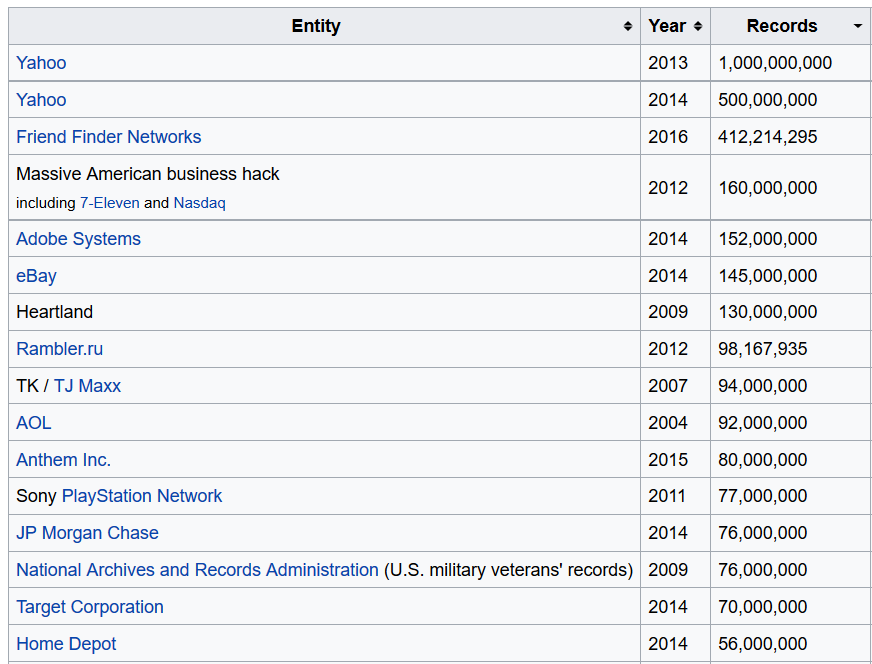 Entity Year Records
Yahoo 2013 1,000,000,000
Yahoo 2014 500,000,000
Friend Finder Networks 2016 412,214,295
Massive American business hack
including 7-Eleven and Nasdaq 2012 160,000,000
Adobe Systems 2014 152,000,000
eBay 2014 145,000,000
Heartland 2009 130,000,000
Rambler.ru 2012 98,167,935
TK / TJ Maxx 2007 94,000,000
AOL 2004 92,000,000
Anthem Inc. 2015 80,000,000
Sony PlayStation Network 2011 77,000,000
JP Morgan Chase 2014 76,000,000
National Archives and Records Administration (U.S. military veterans' records) 2009 76,000,000
Target Corporation 2014 70,000,000
Home Depot 2014 56,000,000